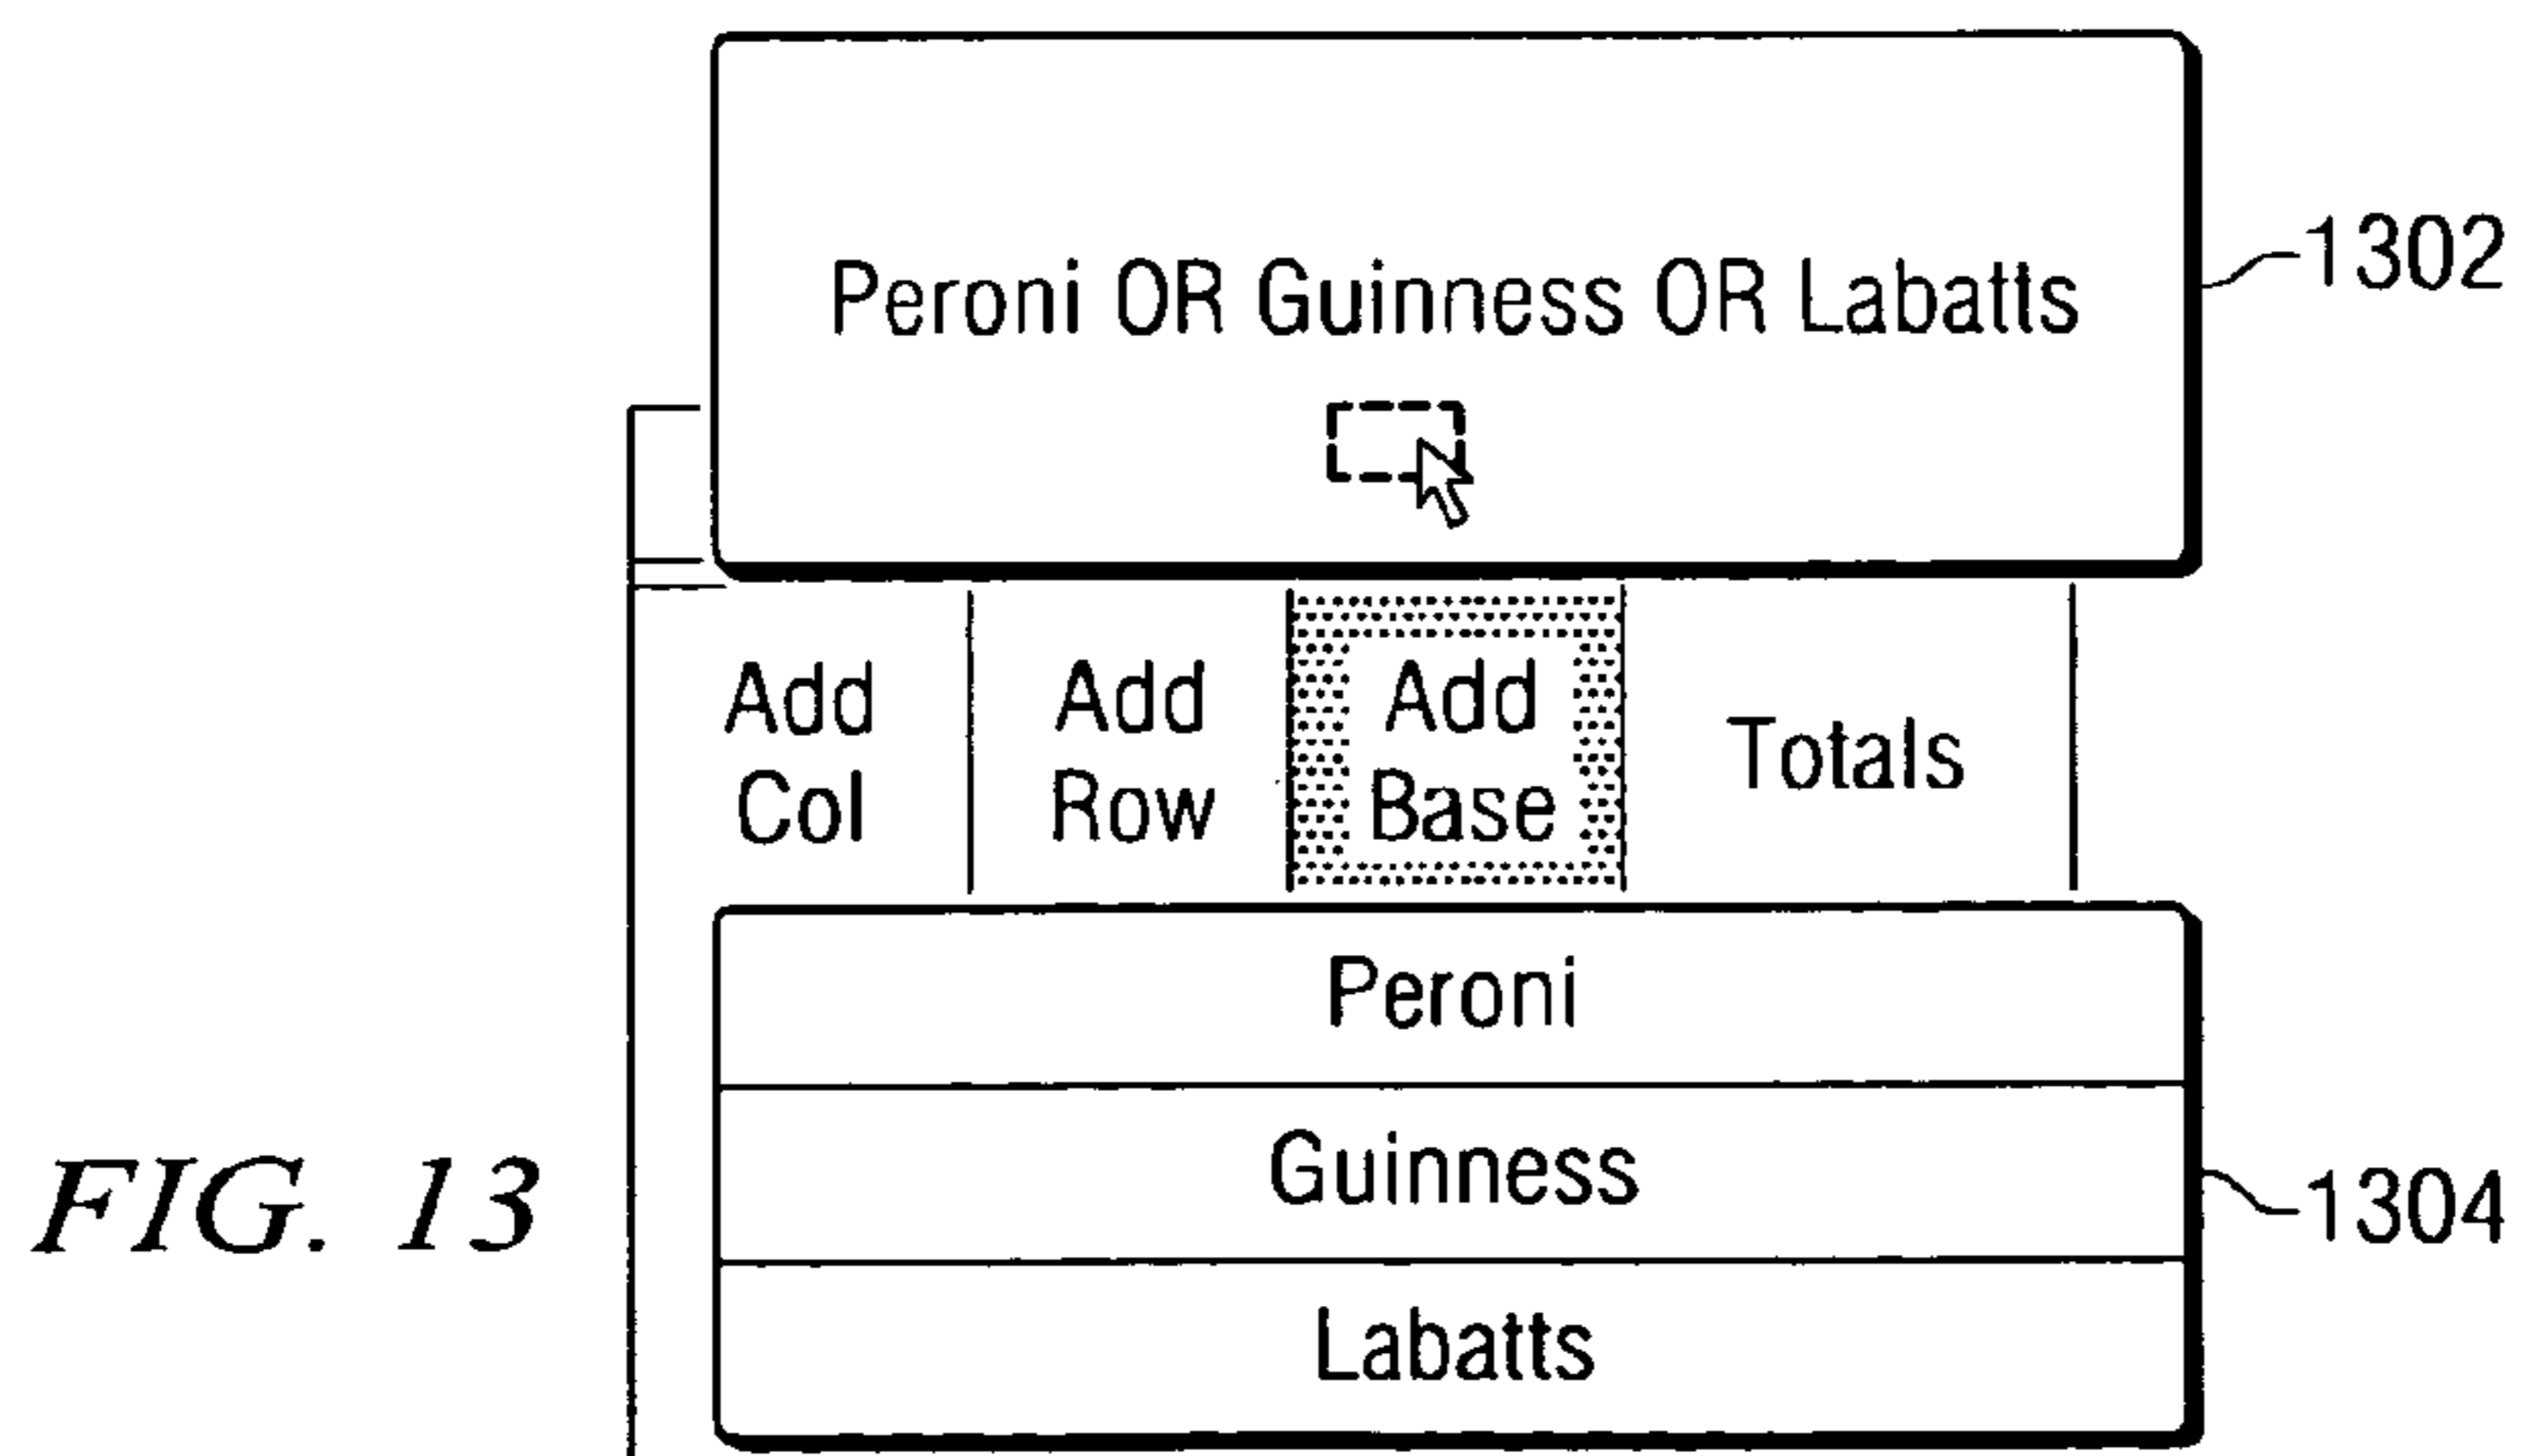 Peroni OR Guinness OR Labatts
1302
Add Col
Add Row
Add Base
Totals
Peroni
Guinness
1304
Labatts
FIG. 13